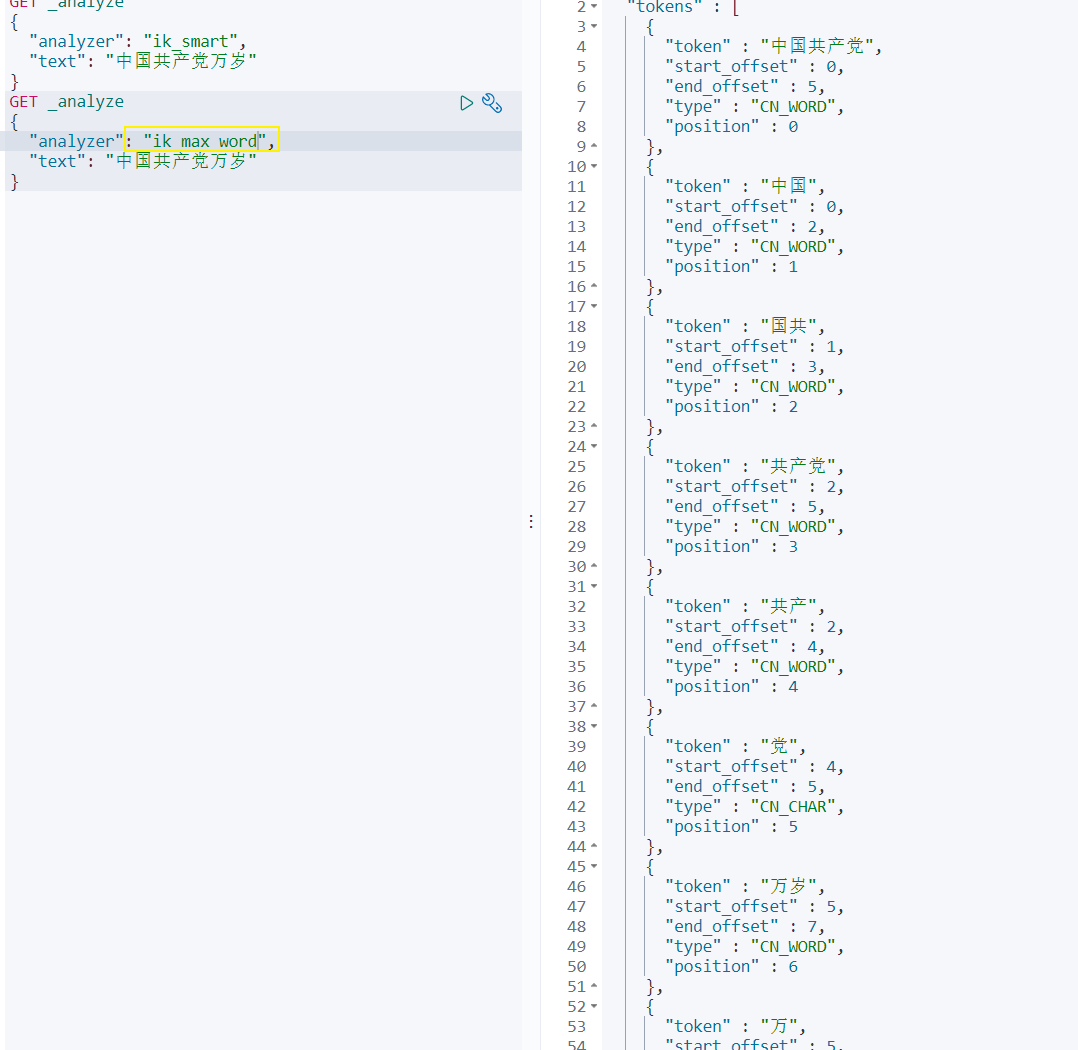 GET _analyze
{
  "analyzer": "ik_smart",
  "text": "中国共产党万岁"
}
GET _analyze
{
  "analyzer": "ik_max_word",
  "text": "中国共产党万岁"
}
2 "tokens" : [
3 {
4 "token" : "中国共产党",
5 "start_offset" : 0,
6 "end_offset" : 5,
7 "type" : "CN_WORD",
8 "position" : 0
9 },
10 {
11 "token" : "中国",
12 "start_offset" : 0,
13 "end_offset" : 2,
14 "type" : "CN_WORD",
15 "position" : 1
16 },
17 {
18 "token" : "国共",
19 "start_offset" : 1,
20 "end_offset" : 3,
21 "type" : "CN_WORD",
22 "position" : 2
23 },
24 {
25 "token" : "共产党",
26 "start_offset" : 2,
27 "end_offset" : 5,
28 "type" : "CN_WORD",
29 "position" : 3
30 },
31 {
32 "token" : "共产",
33 "start_offset" : 2,
34 "end_offset" : 4,
35 "type" : "CN_WORD",
36 "position" : 4
37 },
38 {
39 "token" : "党",
40 "start_offset" : 4,
41 "end_offset" : 5,
42 "type" : "CN_CHAR",
43 "position" : 5
44 },
45 {
46 "token" : "万岁",
47 "start_offset" : 5,
48 "end_offset" : 7,
49 "type" : "CN_WORD",
50 "position" : 6
51 },
52 {
53 "token" : "万",
54 "start_offset" : 5,